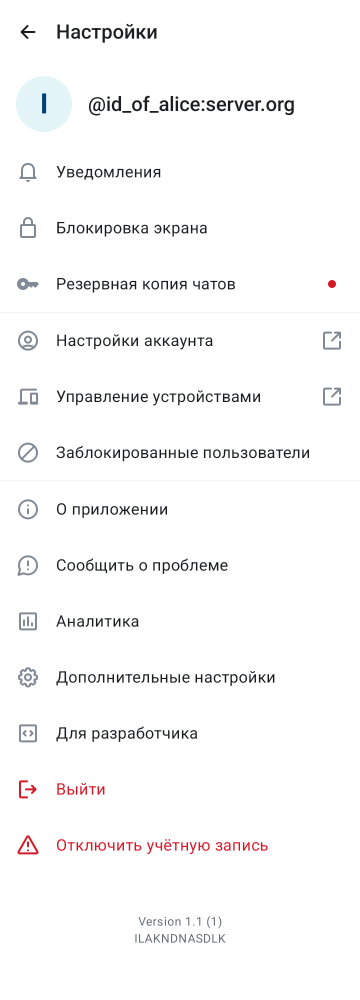 Настройки
I
@id_of_alice:server.org
Уведомления
Блокировка экрана
Резервная копия чатов
Настройки аккаунта
Управление устройствами
Заблокированные пользователи
О приложении
Сообщить о проблеме
Аналитика
Дополнительные настройки
Для разработчика
Выйти
Отключить учётную запись
Version 1.1 (1)
ILAKNDNASDLK